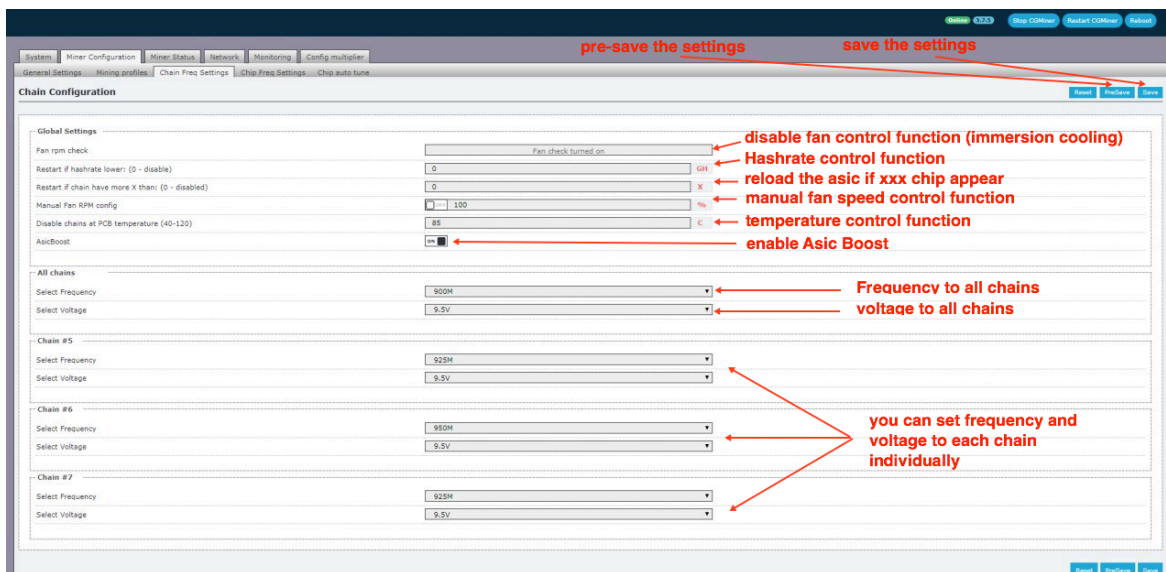 Online 3.7.5 Stop CGMiner Restart CGMiner Reboot
pre-save the settings save the settings
System Miner Configuration Miner Status Network Monitoring Config multiplier
General Settings Mining profiles Chain Freq Settings Chip Freq Settings Chip auto tune
Chain Configuration Reset PreSave Save
Global Settings
disable fan control function (immersion cooling)
Fan rpm check Fan check turned on
Hashrate control function
Restart if hashrate lower: (0 - disable) 0 GH
reload the asic if xxx chip appear
Restart if chain have more X than: (0 - disabled) 0 X
manual fan speed control function
Manual Fan RPM config OFF 100 %
Disable chains at PCB temperature (40-120) 85 C temperature control function
AsicBoost ON enable Asic Boost
All chains
Select Frequency 900M Frequency to all chains
Select Voltage 9.5V voltage to all chains
Chain #5
Select Frequency 925M
Select Voltage 9.5V
Chain #6
Select Frequency 950M
Select Voltage 9.5V
you can set frequency and
voltage to each chain
individually
Chain #7
Select Frequency 925M
Select Voltage 9.5V
Reset PreSave Save